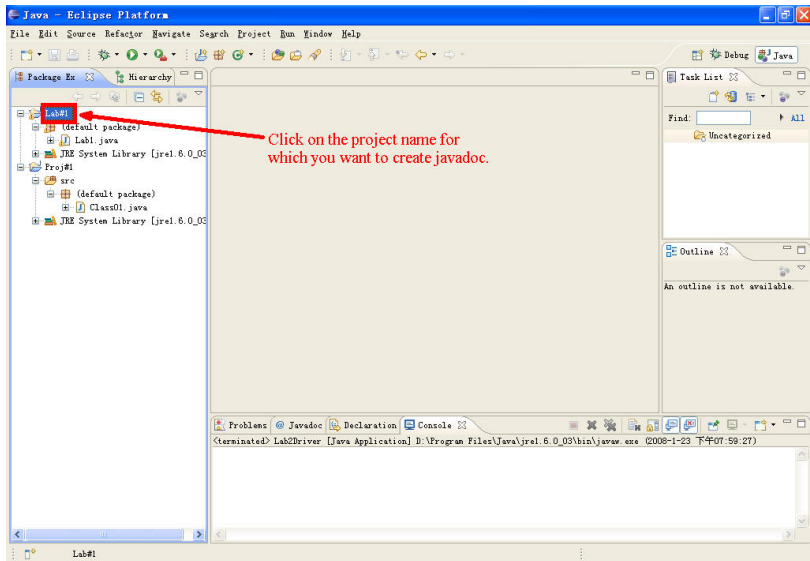 Java - Eclipse Platform
File Edit Source Refactor Navigate Search Project Run Window Help
Debug Java
Package Ex Hierarchy
Task List
Find: All
Uncategorized
Lab#1
(default package)
Lab1.java
JRE System Library [jre1.6.0_03
Proj#1
src
(default package)
Class01.java
JRE System Library [jre1.6.0_03
Click on the project name for
which you want to create javadoc.
Outline
An outline is not available.
Problems @ Javadoc Declaration Console
<terminated> Lab2Driver [Java Application] D:\Program Files\Java\jre1.6.0_03\bin\javaw.exe (2008-1-23 下午07:59:27)
Lab#1